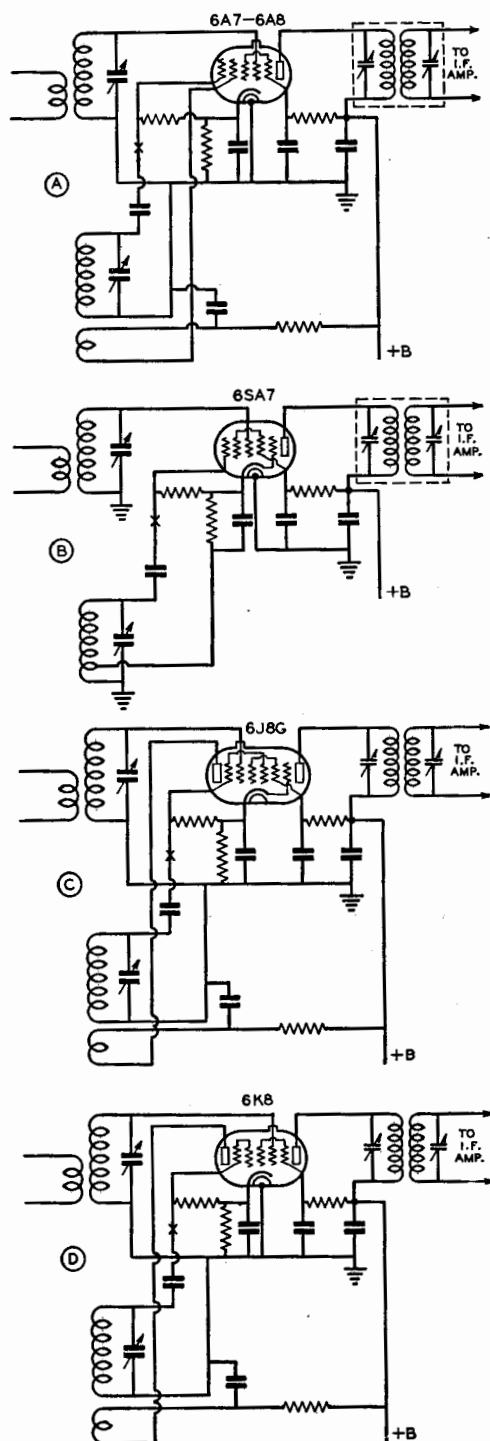 6A7-6A8
TO
I.F.
AMP.
A
+B
6SA7
TO
I.F.
AMP.
B
+B
6J8G
TO
I.F.
AMP.
C
+B
6K8
TO
I.F.
AMP.
D
+B